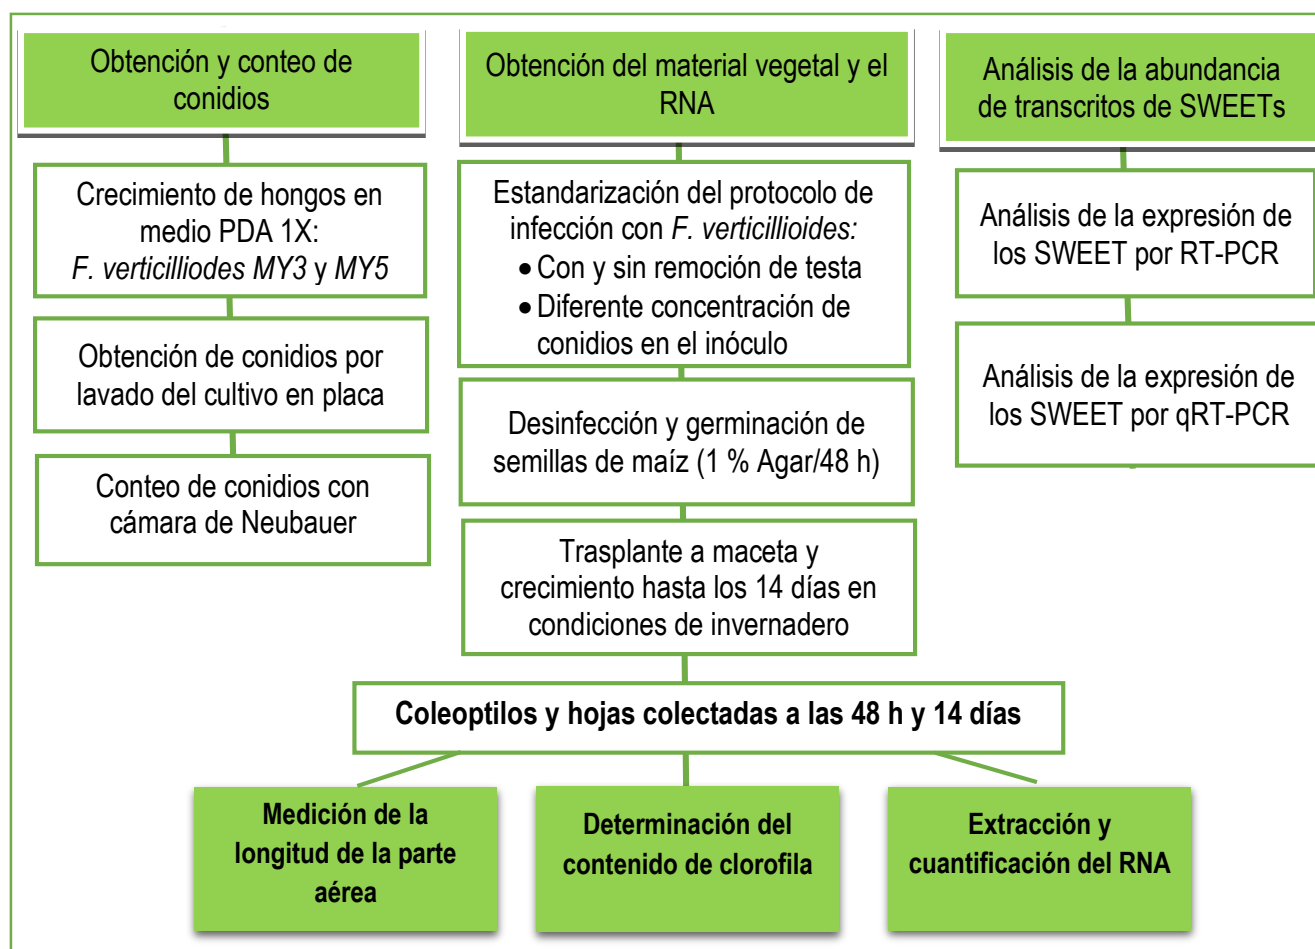 Obtención y conteo de
conidios
Crecimiento de hongos en
medio PDA 1X:
F. verticilliodes MY3 y MY5
Obtención de conidios por
lavado del cultivo en placa
Conteo de conidios con
cámara de Neubauer
Obtención del material vegetal y el
RNA
Estandarización del protocolo de
infección con F. verticillioides:
• Con y sin remoción de testa
• Diferente concentración de
conidios en el inóculo
Desinfección y germinación de
semillas de maíz (1 % Agar/48 h)
Trasplante a maceta y
crecimiento hasta los 14 días en
condiciones de invernadero
Análisis de la abundancia
de transcritos de SWEETs
Análisis de la expresión de
los SWEET por RT-PCR
Análisis de la expresión de
los SWEET por qRT-PCR
Coleoptilos y hojas colectadas a las 48 h y 14 días
Medición de la
longitud de la parte
aérea
Determinación del
contenido de clorofila
Extracción y
cuantificación del RNA